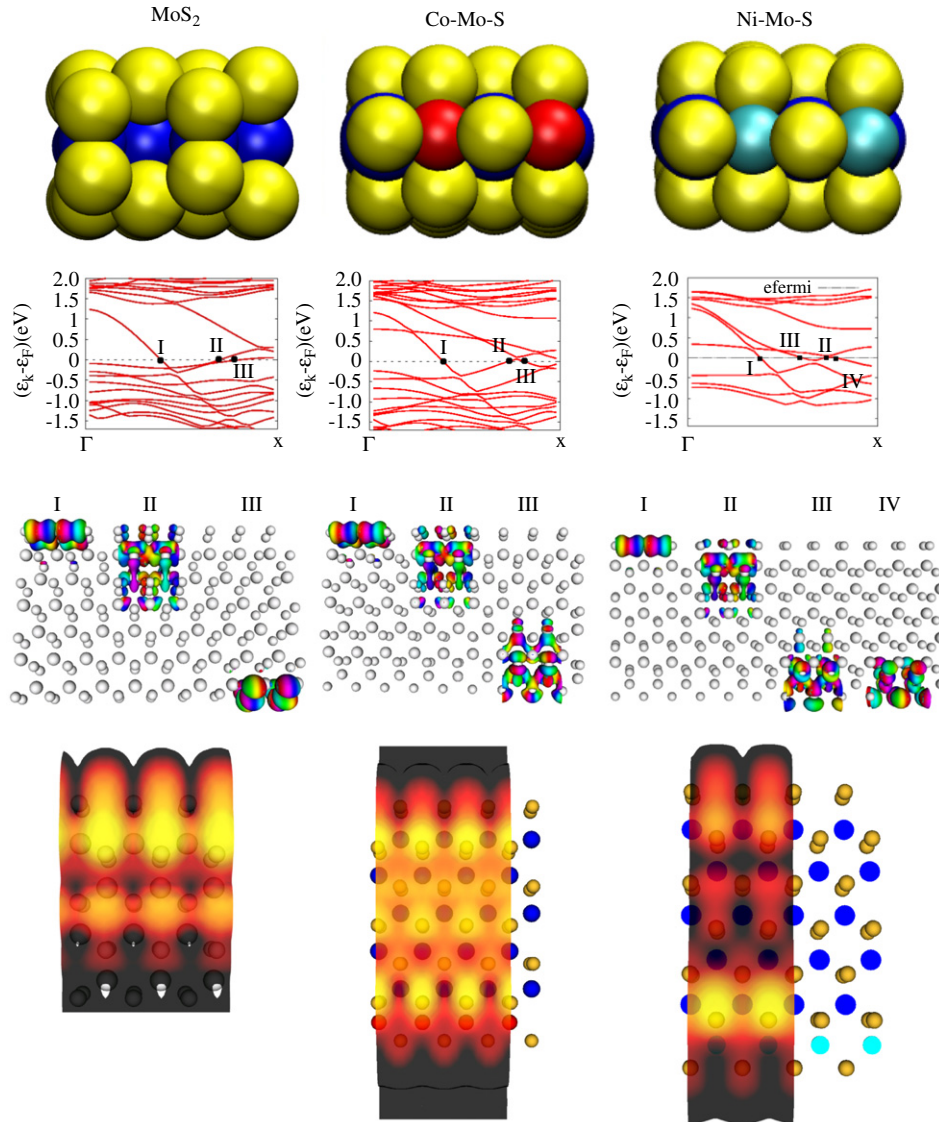 MoS2 Co-Mo-S Ni-Mo-S
2.0 2.0 2.0
efermi
1.5 1.5 1.5
1 1 1
0.5 I II 0.5 I II 0.5 III II
0 0 0
III III I IV
-0.5 -0.5 -0.5
-1.0 -1.0 -1.0
-1.5 -1.5 -1.5
(εk-εF)(eV) (εk-εF)(eV) (εk-εF)(eV)
Γ x Γ x Γ x
I II III I II III I II III IV